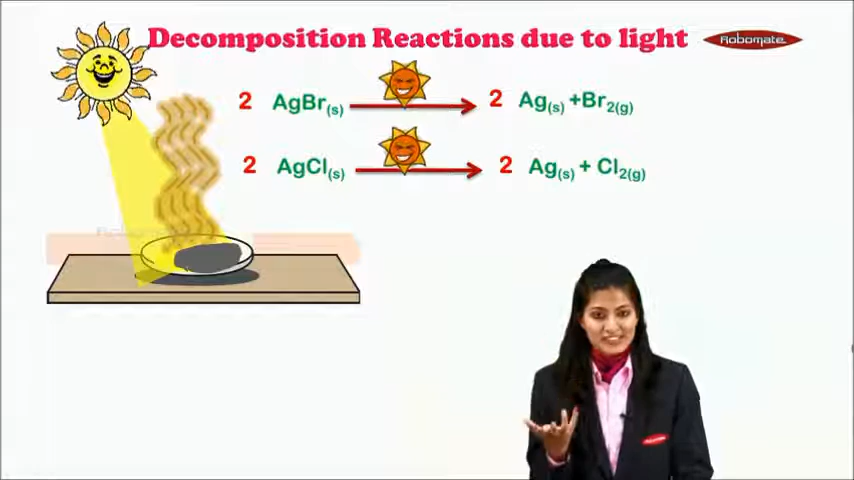 Decomposition Reactions due to light
Robomate
2 AgBr(s) 2 Ag(s) +Br2(g)
2 AgCl(s) 2 Ag(s) + Cl2(g)